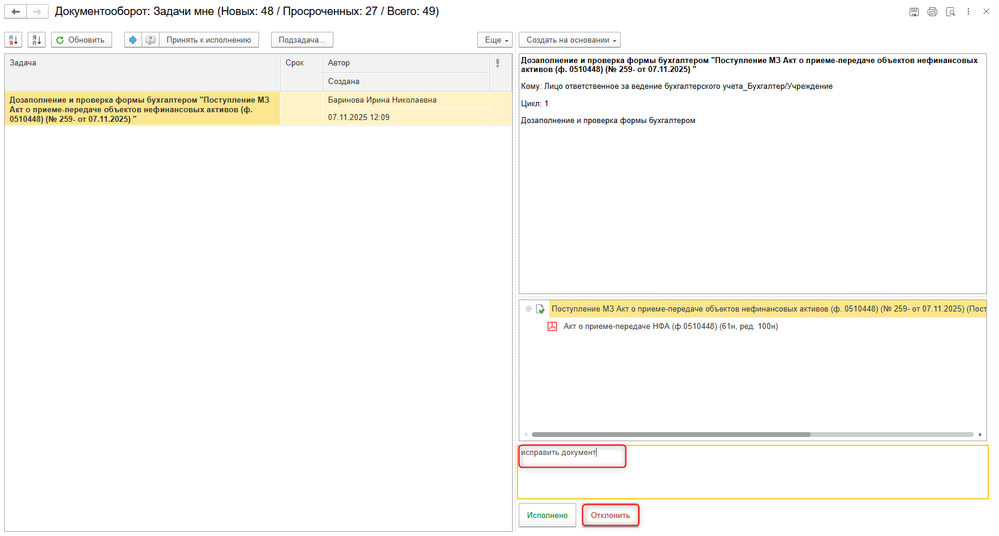 Документооборот: Задачи мне (Новых: 48 / Просроченных: 27 / Всего: 49)
Обновить
Принять к исполнению
Подзадача...
Еще
Создать на основании
Задача
Срок
Автор
Создана
Дозаполнение и проверка формы бухгалтером "Поступление МЗ
Акт о приеме-передаче объектов нефинансовых активов (ф.
0510448) (№ 259- от 07.11.2025) "
Баринова Ирина Николаевна
07.11.2025 12:09
Дозаполнение и проверка формы бухгалтером "Поступление МЗ Акт о приеме-передаче объектов нефинансовых
активов (ф. 0510448) (№ 259- от 07.11.2025) "
Кому: Лицо ответственное за ведение бухгалтерского учета_Бухгалтер/Учреждение
Цикл: 1
Дозаполнение и проверка формы бухгалтером
Поступление МЗ Акт о приеме-передаче объектов нефинансовых активов (ф. 0510448) (№ 259- от 07.11.2025) (Пост
Акт о приеме-передаче НФА (ф.0510448) (61н, ред. 100н)
исправить документ
Исполнено
Отклонить